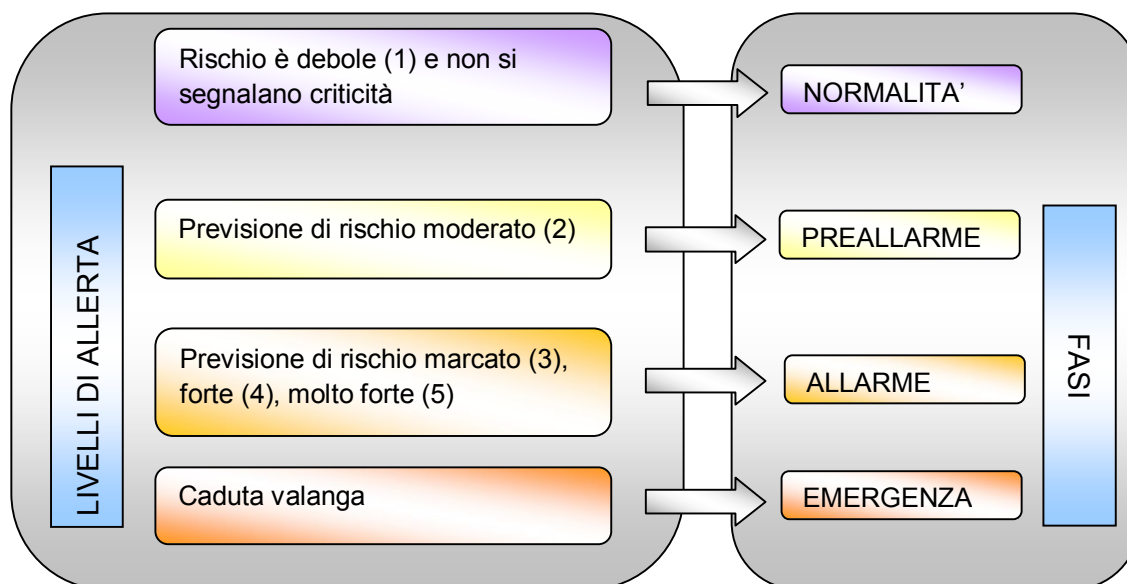 Rischio è debole (1) e non si
segnalano criticità
NORMALITA’
LIVELLI DI ALLERTA
Previsione di rischio moderato (2)
PREALLARME
FASI
Previsione di rischio marcato (3),
forte (4), molto forte (5)
ALLARME
Caduta valanga
EMERGENZA